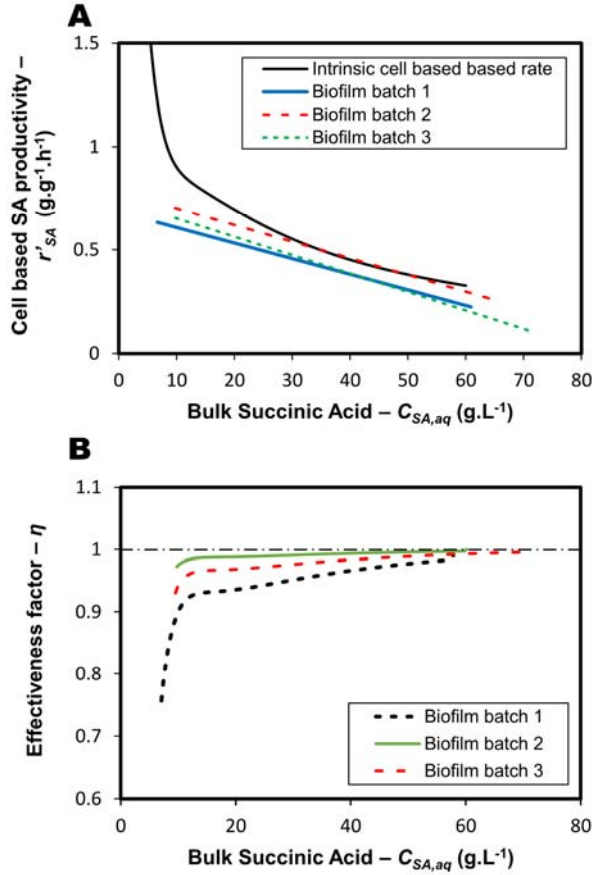 A
Cell based SA productivity –
r'SA (g.g-1.h-1)
1.5
1
0.5
0
Intrinsic cell based based rate
Biofilm batch 1
Biofilm batch 2
Biofilm batch 3
0 10 20 30 40 50 60 70 80
Bulk Succinic Acid – CSA,aq (g.L-1)
B
Effectiveness factor – η
1.1
1
0.9
0.8
0.7
0.6
Biofilm batch 1
Biofilm batch 2
Biofilm batch 3
0 20 40 60 80
Bulk Succinic Acid – CSA,aq (g.L-1)